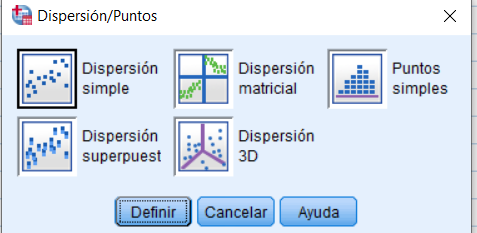 Dispersión/Puntos
Dispersión
simple
Dispersión
matricial
Puntos
simples
Dispersión
superpuest
Dispersión
3D
Definir
Cancelar
Ayuda